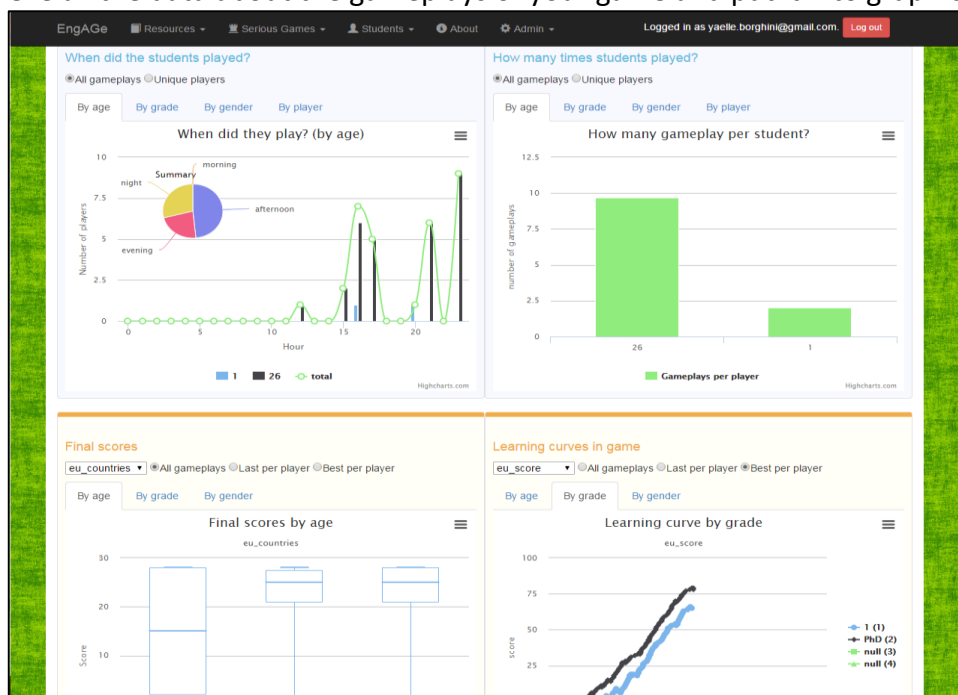 EngAGe Resources Serious Games Students About Admin Logged in as yaelle.borghini@gmail.com. Log out
When did the students played?
All gameplays Unique players
By age By grade By gender By player
When did they play? (by age)
10
7.5
5
2.5
0
Number of players
Summary
morning
night
afternoon
evening
0 5 10 15 20
Hour
1 26 total
Highcharts.com
How many times students played?
All gameplays Unique players
By age By grade By gender By player
How many gameplay per student?
12.5
10
7.5
5
2.5
0
number of gameplays
26 1
Gameplays per player
Highcharts.com
Final scores
eu_countries All gameplays Last per player Best per player
By age By grade By gender
Final scores by age
eu_countries
30
20
10
Score
Learning curves in game
eu_score All gameplays Last per player Best per player
By age By grade By gender
Learning curve by grade
eu_score
100
75
50
25
score
1 (1)
PhD (2)
null (3)
null (4)